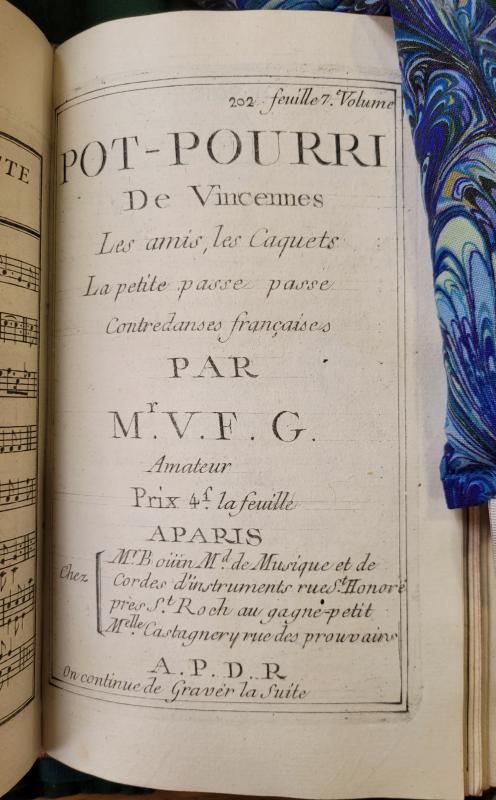 202 feuille 7.e Volume
POT-POURRI
De Vincennes
Les amis, les Caquets
La petite passe passe
Contredanses françaises
PAR
Mr. V. F. G.
Amateur
Prix 4f. la feuille
A PARIS
Chez
Mr Boüin Md. de Musique et de
Cordes d'instruments rue St. Honoré
près St. Roch au gagne-petit
Melle Castagnery rue des prouvairs
A. P. D. R
On continue de Graver la Suite
TE